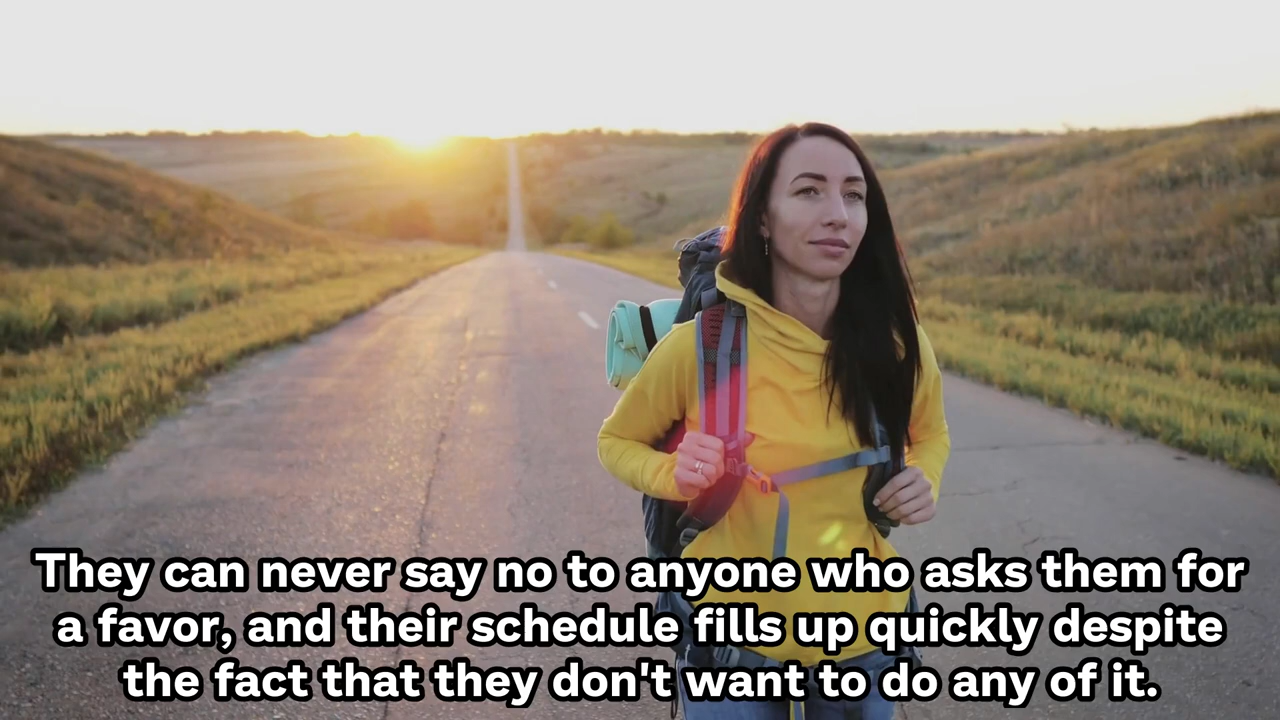 They can never say no to anyone who asks them for
a favor, and their schedule fills up quickly despite
the fact that they don't want to do any of it.